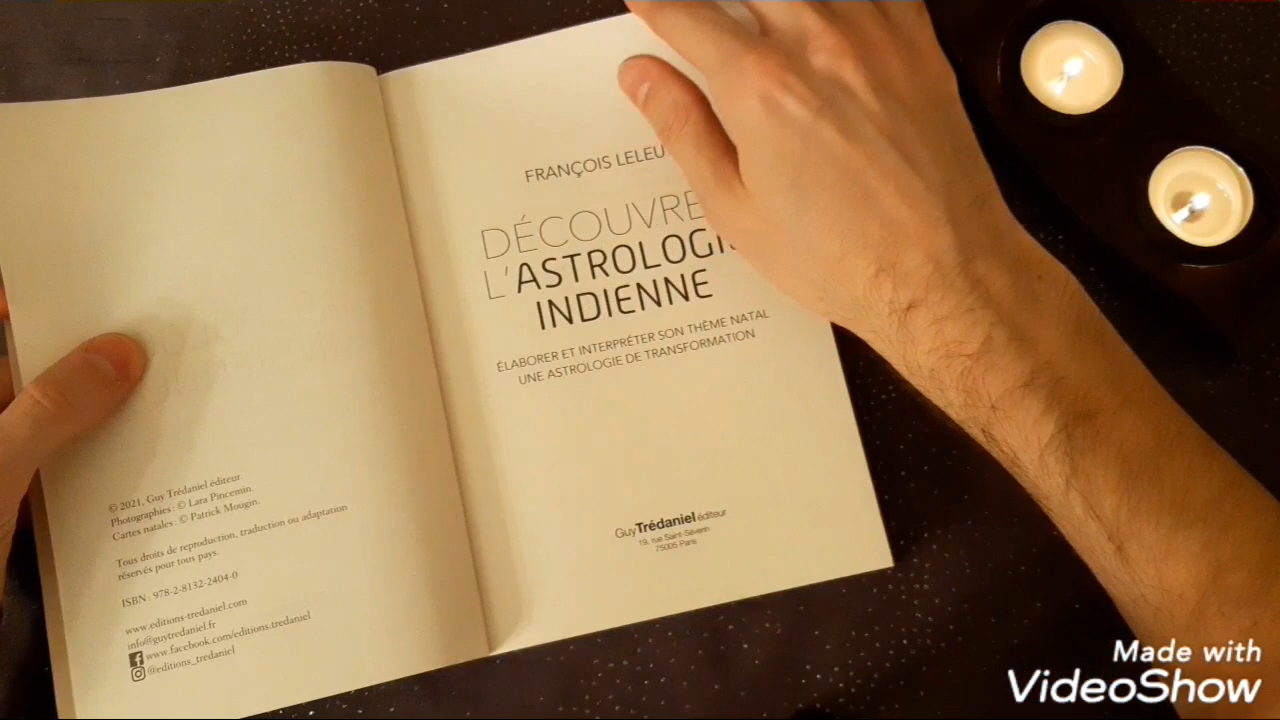 © 2021, Guy Trédaniel éditeur.
Photographies : © Lara Pincemin.
Cartes natales : © Patrick Mougin.
Tous droits de reproduction, traduction ou adaptation
réservés pour tous pays.
ISBN : 978-2-8132-2404-0
www.editions-tredaniel.com
info@guytredaniel.fr
www.facebook.com/editions.tredaniel
@editions_tredaniel
FRANÇOIS LELEU
DÉCOUVRE
L'ASTROLOGI
INDIENNE
ÉLABORER ET INTERPRÉTER SON THÈME NATAL
UNE ASTROLOGIE DE TRANSFORMATION
GuyTrédaniel éditeur
19, rue Saint-Séverin
75005 Paris
Made with
VideoShow